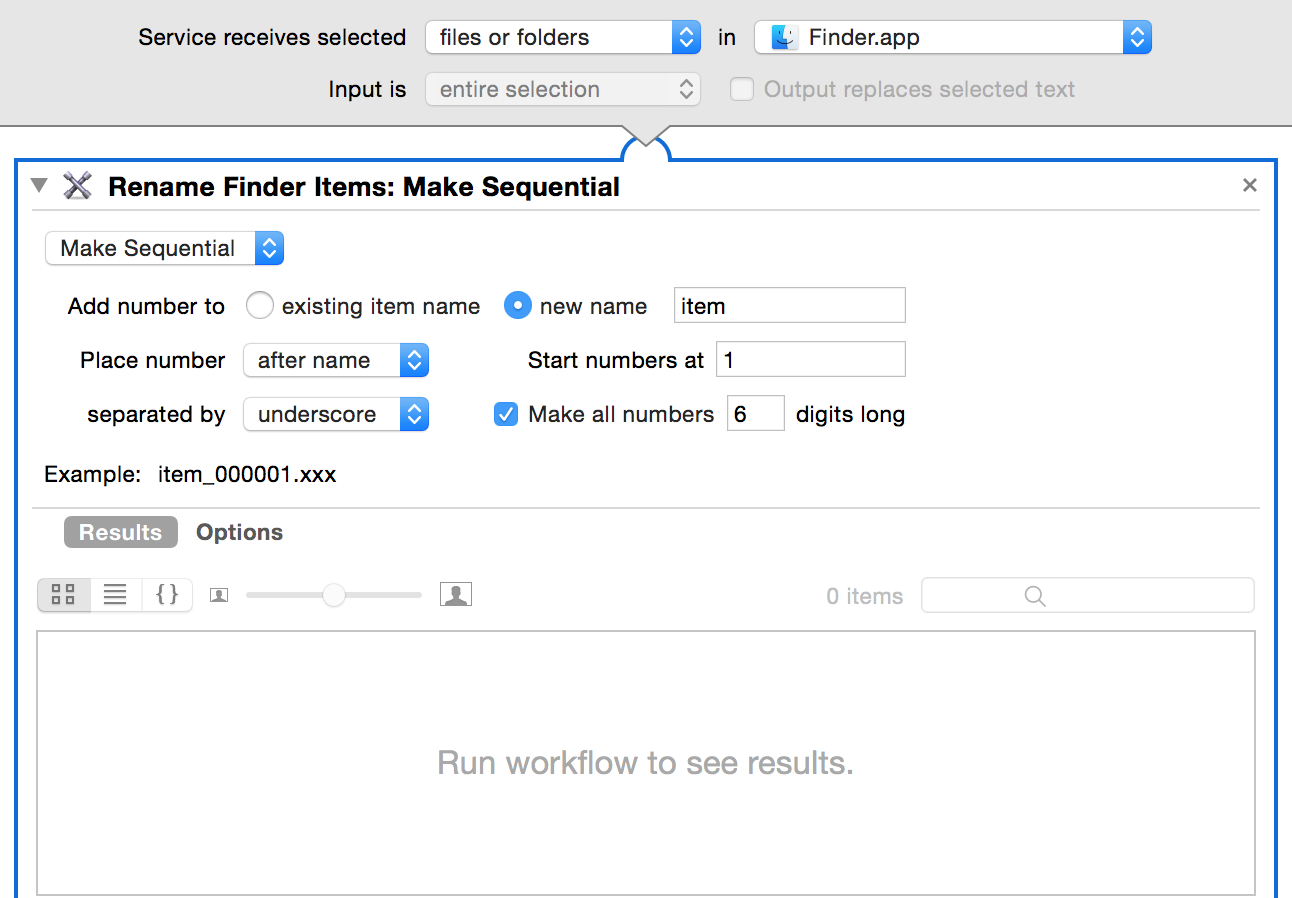 Service receives selected files or folders in Finder.app
Input is entire selection Output replaces selected text
Rename Finder Items: Make Sequential
Make Sequential
Add number to existing item name new name item
Place number after name Start numbers at 1
separated by underscore Make all numbers 6 digits long
Example: item_000001.xxx
Results Options
{} 0 items
Run workflow to see results.